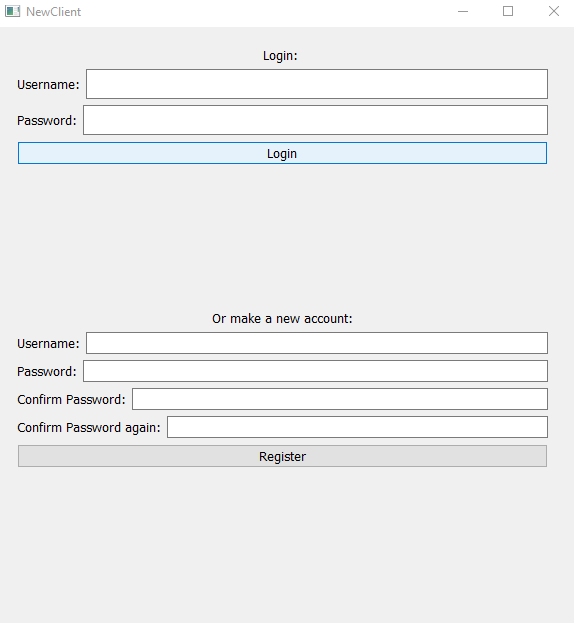 NewClient
Login:
Username:
Password:
Login
Or make a new account:
Username:
Password:
Confirm Password:
Confirm Password again:
Register